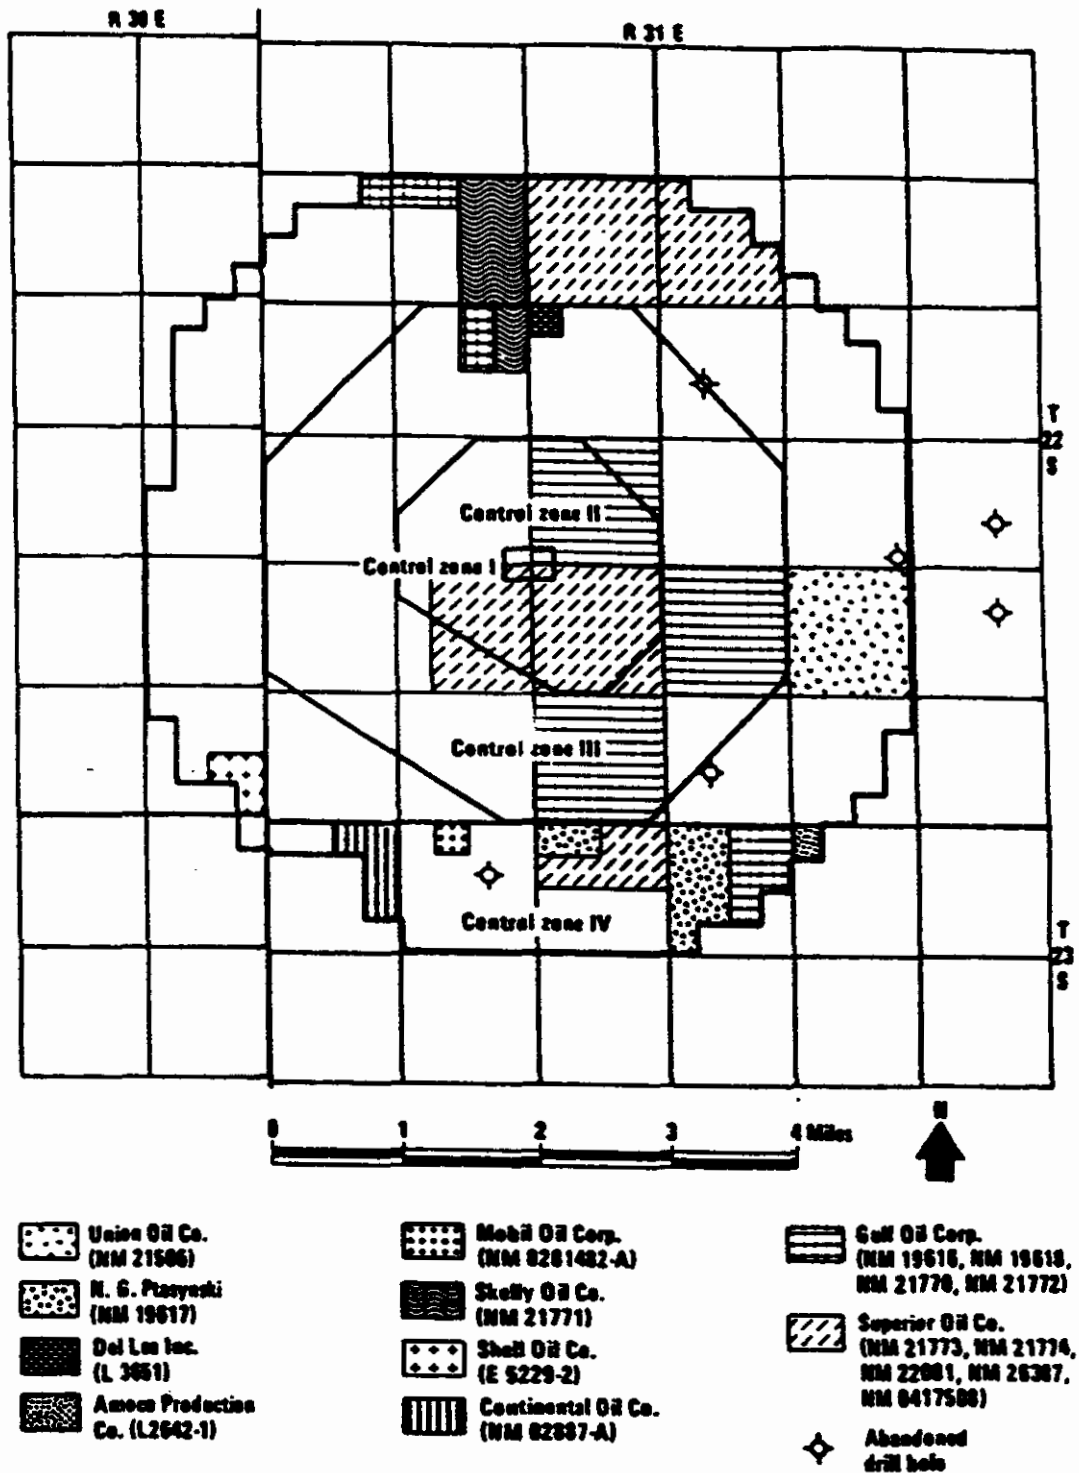 R 30 E
R 31 E
T
22
S
Control zone II
Control zone I
Control zone III
Control zone IV
T
23
S
0 1 2 3 4 Miles
N
Union Oil Co.
(NM 21506)
N. G. Ptasynski
(NM 19617)
Del Lea Inc.
(L 3651)
Amoco Production
Co. (L2642-1)
Mobil Oil Corp.
(NM 0281482-A)
Skelly Oil Co.
(NM 21771)
Shell Oil Co.
(E 5229-2)
Continental Oil Co.
(NM 02887-A)
Gulf Oil Corp.
(NM 19616, NM 19618,
NM 21770, NM 21772)
Superior Oil Co.
(NM 21773, NM 21774,
NM 22081, NM 26387,
NM 0417506)
Abandoned
drill hole